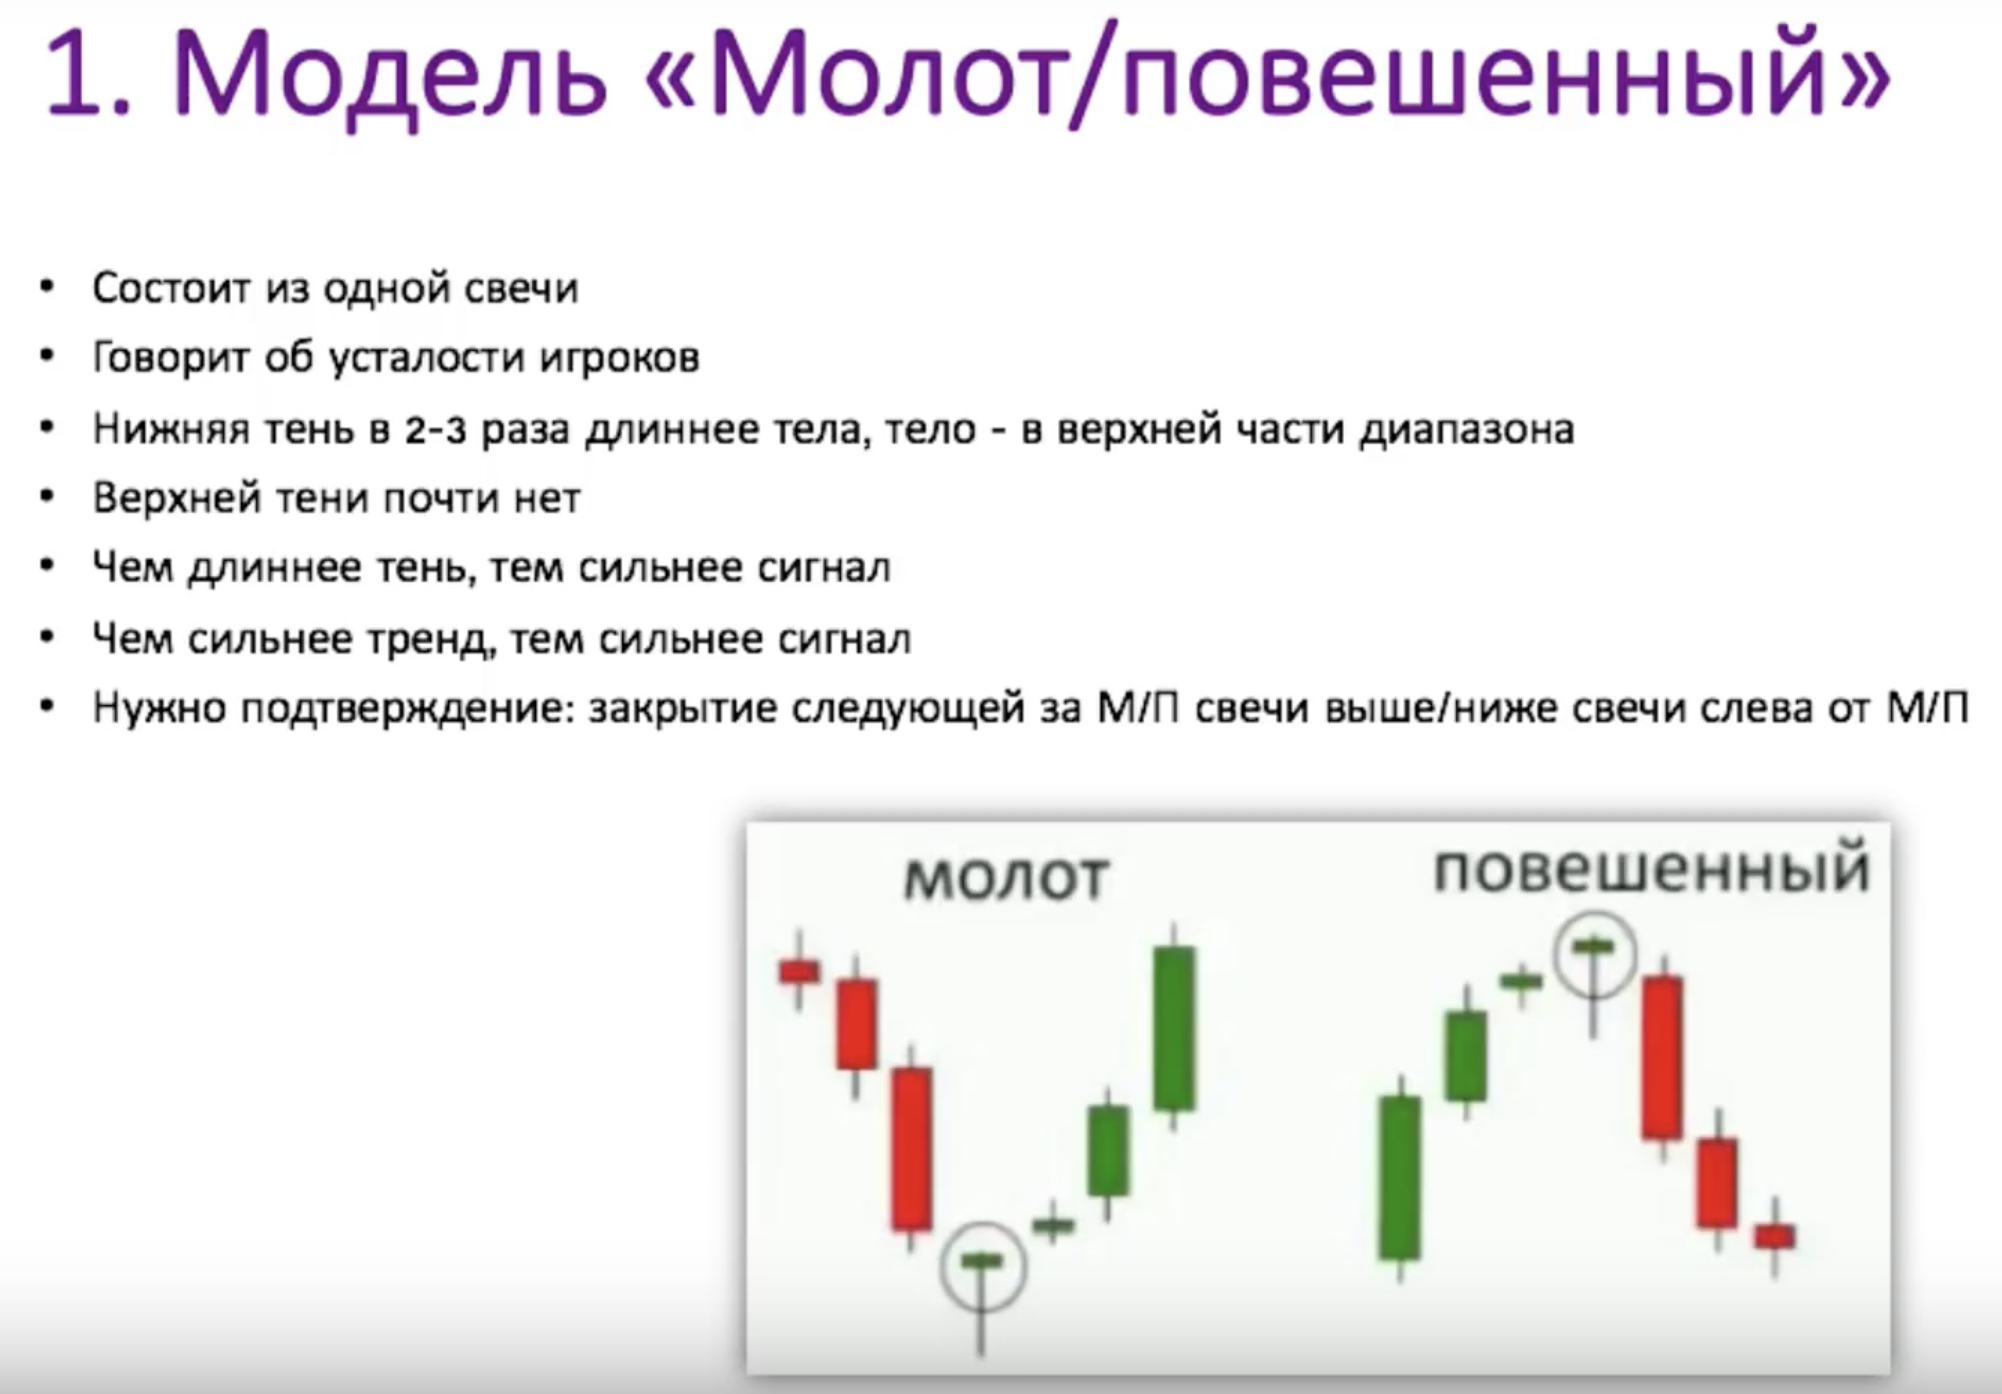 1. Модель «Молот/повешенный»
• Состоит из одной свечи
• Говорит об усталости игроков
• Нижняя тень в 2-3 раза длиннее тела, тело - в верхней части диапазона
• Верхней тени почти нет
• Чем длиннее тень, тем сильнее сигнал
• Чем сильнее тренд, тем сильнее сигнал
• Нужно подтверждение: закрытие следующей за М/П свечи выше/ниже свечи слева от М/П
молот
повешенный